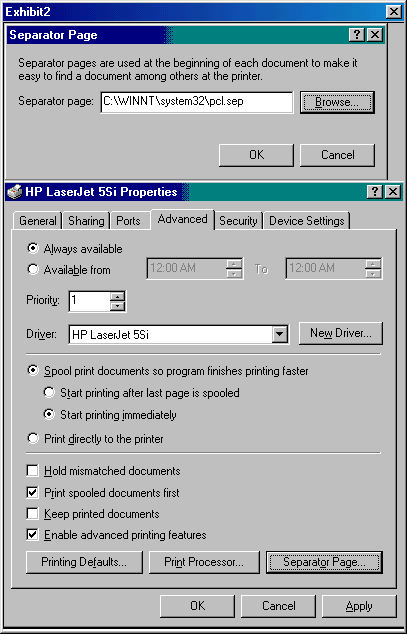 Exhibit2
Separator Page
Separator pages are used at the beginning of each document to make it
easy to find a document among others at the printer.
Separator page: C:\WINNT\system32\pcl.sep Browse...
OK Cancel
HP LaserJet 5Si Properties
General Sharing Ports Advanced Security Device Settings
Always available
Available from 12:00 AM To 12:00 AM
Priority: 1
Driver: HP LaserJet 5Si New Driver...
Spool print documents so program finishes printing faster
Start printing after last page is spooled
Start printing immediately
Print directly to the printer
Hold mismatched documents
Print spooled documents first
Keep printed documents
Enable advanced printing features
Printing Defaults... Print Processor... Separator Page...
OK Cancel Apply